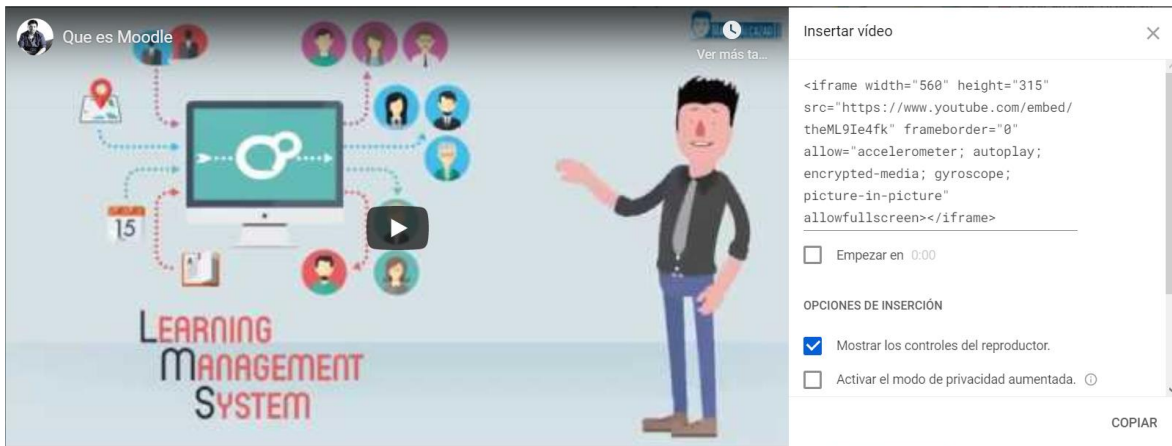 Que es Moodle
Ver más ta...
15
LEARNING
MANAGEMENT
SYSTEM
Insertar vídeo
<iframe width="560" height="315"
src="https://www.youtube.com/embed/
theML9Ie4fk" frameborder="0"
allow="accelerometer; autoplay;
encrypted-media; gyroscope;
picture-in-picture"
allowfullscreen></iframe>
Empezar en 0:00
OPCIONES DE INSERCIÓN
Mostrar los controles del reproductor.
Activar el modo de privacidad aumentada.
COPIAR